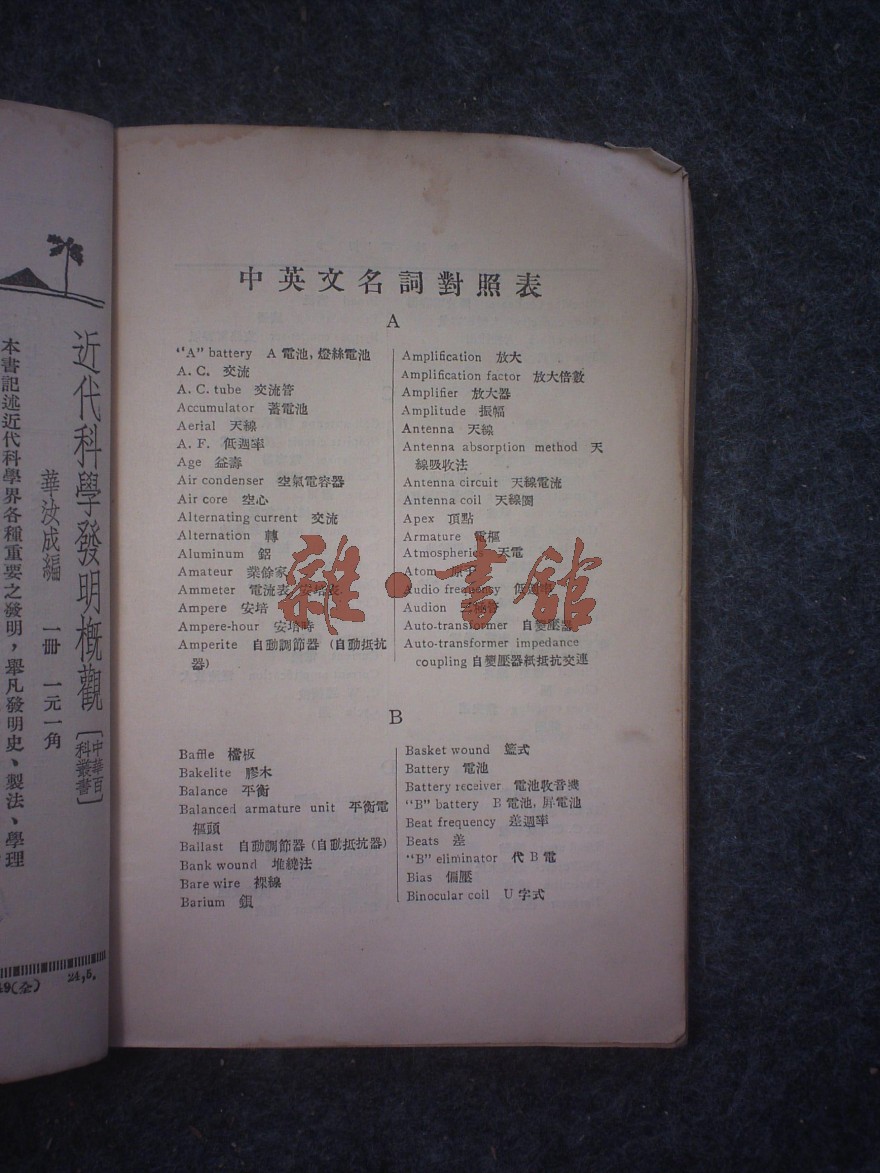 中英文名詞對照表
A
"A" battery A 電池, 燈絲電池
A. C. 交流
A. C. tube 交流管
Accumulator 蓄電池
Aerial 天線
A. F. 低週率
Age 益壽
Air condenser 空氣電容器
Air core 空心
Alternating current 交流
Alternation 轉
Aluminum 鋁
Amateur 業餘家
Ammeter 電流表, 安培表
Ampere 安培
Ampere-hour 安培時
Amperite 自動調節器 (自動抵抗
器)
Amplification 放大
Amplification factor 放大倍數
Amplifier 放大器
Amplitude 振幅
Antenna 天線
Antenna absorption method 天
線吸收法
Antenna circuit 天線電流
Antenna coil 天線圈
Apex 頂點
Armature 電樞
Atmospherics 天電
Atom 原子
Audio frequency 低週率
Audion
Auto-transformer 自變壓器
Auto-transformer impedance
coupling 自變壓器紙抵抗交連
B
Baffle 檔板
Bakelite 膠木
Balance 平衡
Balanced armature unit 平衡電
樞頭
Ballast 自動調節器 (自動抵抗器)
Bank wound 堆繞法
Bare wire 裸線
Barium 鋇
Basket wound 籃式
Battery 電池
Battery receiver 電池收音機
"B" battery B 電池, 屏電池
Beat frequency 差週率
Beats 差
"B" eliminator 代 B 電
Bias 偏壓
Binocular coil U 字式
雜·書館
近代科學發明概觀
[中華百科叢書]
華汝成編 一冊 一元一角
本書記述近代科學界各種重要之發明，舉凡發明史、製法、學理
9(全) 24,5.